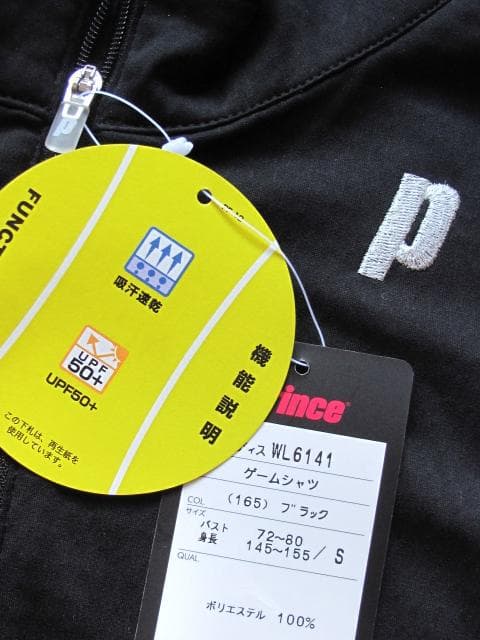 p
FUNCT
吸汗速乾
UPF
50+
UPF50+
機能説明
この下札は、再生紙を
使用しています。
ince
ィス WL6141
ゲームシャツ
COL (165) ブラック
サイズ
バスト 72~80
身長 145~155 / S
QUAL
ポリエステル 100%